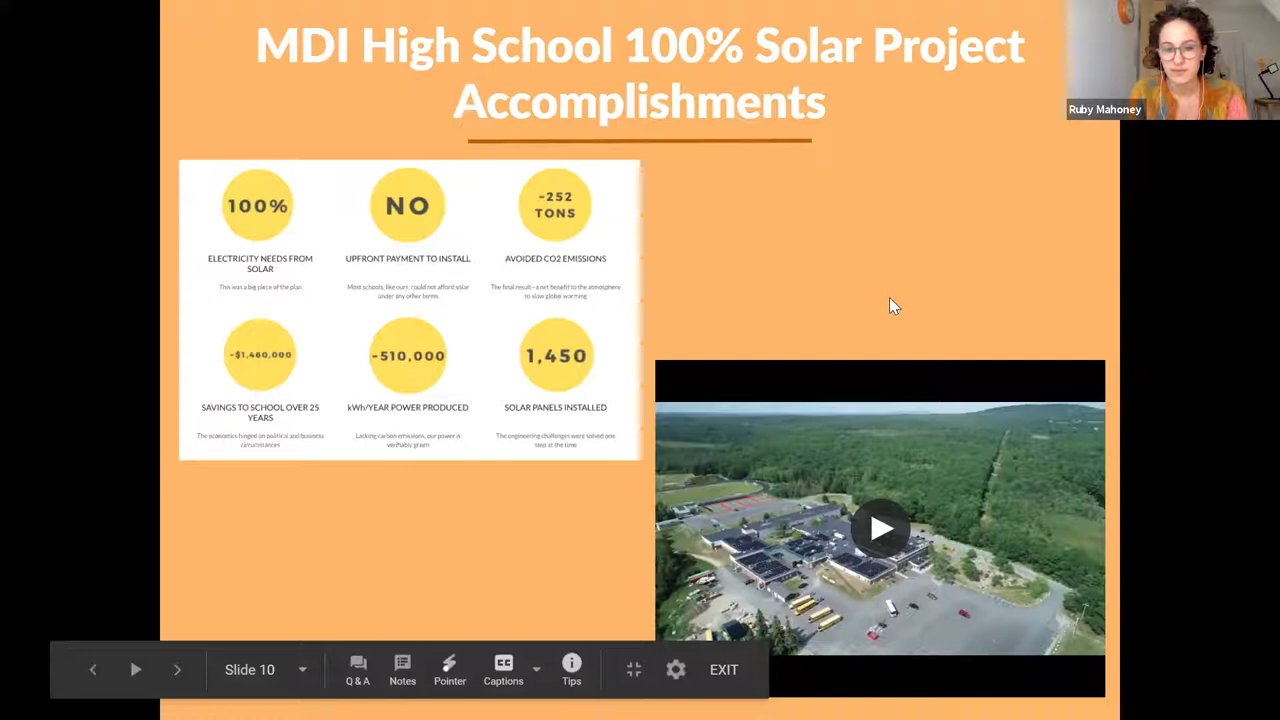 MDI High School 100% Solar Project
Accomplishments
Ruby Mahoney
100%
NO
~252
TONS
ELECTRICITY NEEDS FROM
SOLAR
UPFRONT PAYMENT TO INSTALL
AVOIDED CO2 EMISSIONS
This was a big piece of the plan
Most schools, like ours, could not afford solar
under any other terms
The final result--a net benefit to the atmosphere
to slow global warming
~$1,460,000
~510,000
1,450
SAVINGS TO SCHOOL OVER 25
YEARS
kWh/YEAR POWER PRODUCED
SOLAR PANELS INSTALLED
The economics hinged on political and business
circumstances
Lacking carbon emissions, our power is
verifiably green
The engineering challenges were solved one
step at the time
Slide 10
Q & A
Notes
Pointer
CC
Captions
Tips
EXIT